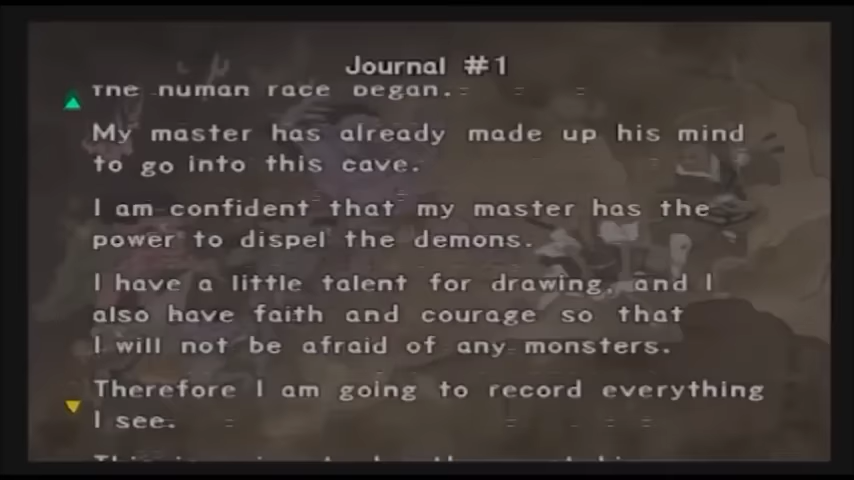 Journal #1
The human race began.
My master has already made up his mind
to go into this cave.
I am confident that my master has the
power to dispel the demons.
I have a little talent for drawing, and I
also have faith and courage so that
I will not be afraid of any monsters.
Therefore I am going to record everything
I see.